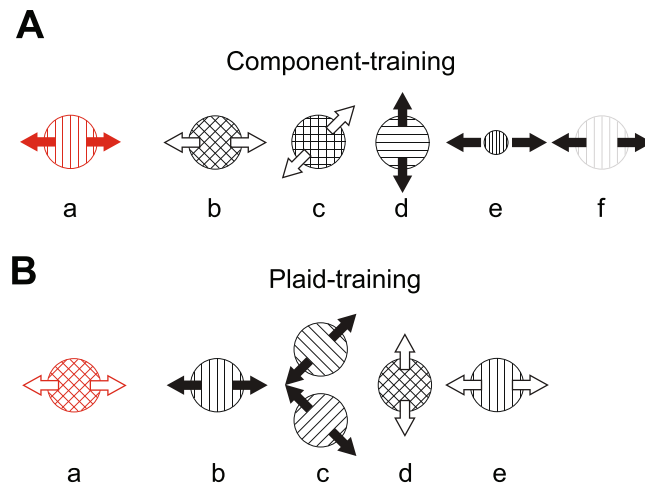 A
Component-training
a b c d e f
B
Plaid-training
a b c d e